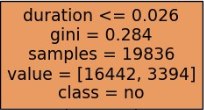 duration <= 0.026
gini = 0.284
samples = 19836
value = [16442, 3394]
class = no